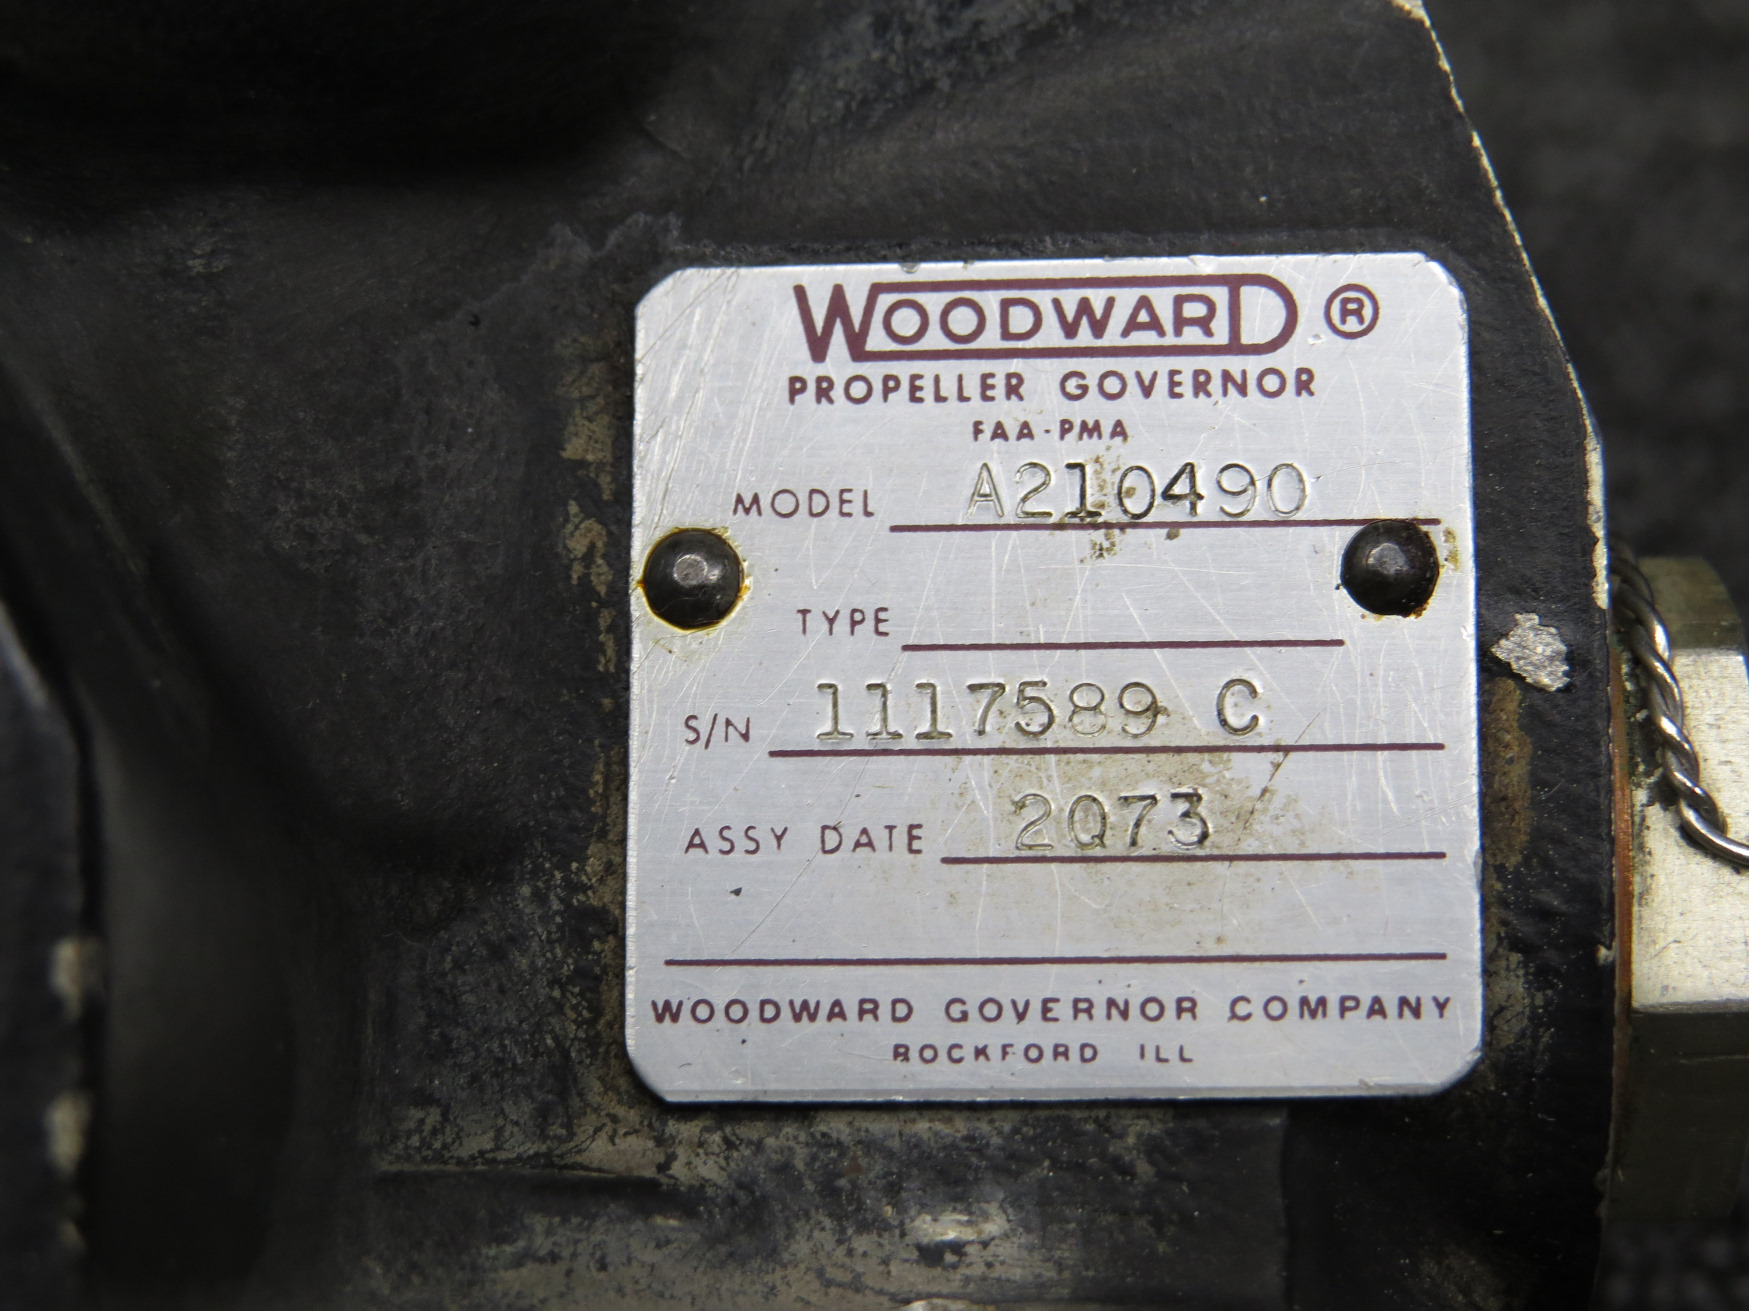 WOODWARD ®
PROPELLER GOVERNOR
FAA-PMA
MODEL A210490
TYPE
S/N 1117589 C
ASSY DATE 2Q73
WOODWARD GOVERNOR COMPANY
ROCKFORD ILL